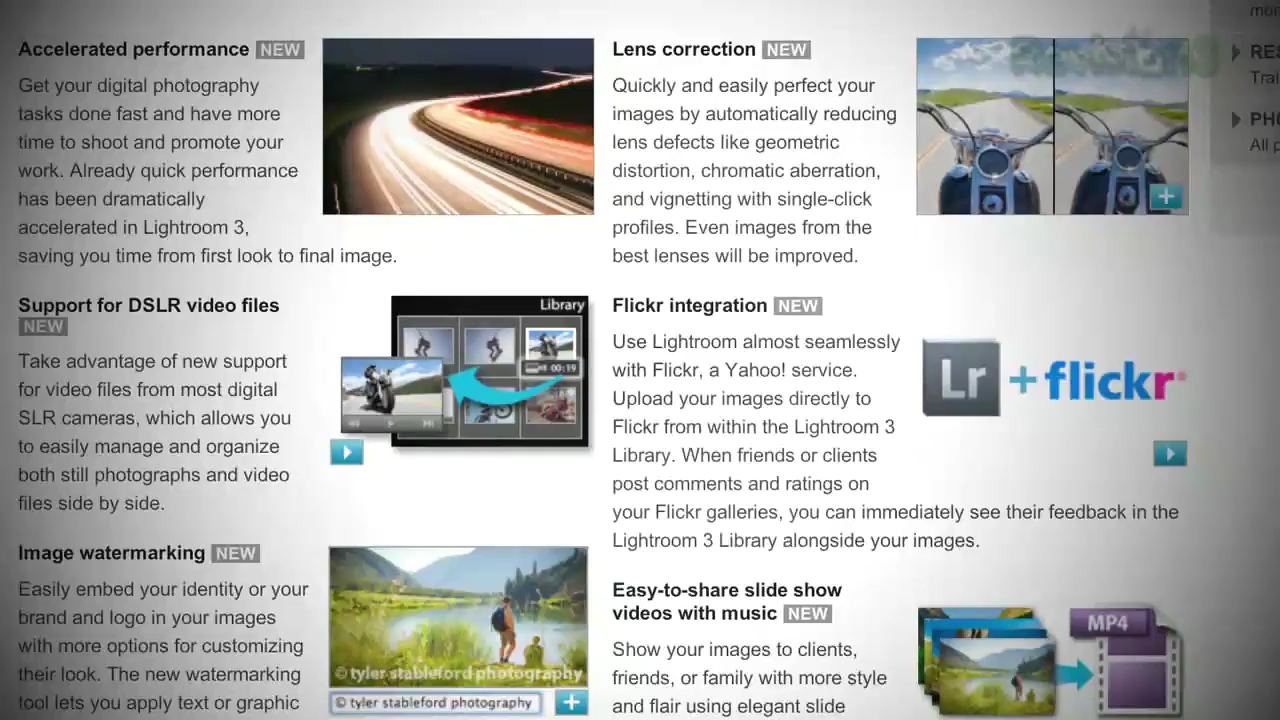 Accelerated performance NEW
Get your digital photography
tasks done fast and have more
time to shoot and promote your
work. Already quick performance
has been dramatically
accelerated in Lightroom 3,
saving you time from first look to final image.
Support for DSLR video files
NEW
Take advantage of new support
for video files from most digital
SLR cameras, which allows you
to easily manage and organize
both still photographs and video
files side by side.
Library
00:19
Image watermarking NEW
Easily embed your identity or your
brand and logo in your images
with more options for customizing
their look. The new watermarking
tool lets you apply text or graphic
© tyler stableford photography
© tyler stableford photography
Lens correction NEW
Quickly and easily perfect your
images by automatically reducing
lens defects like geometric
distortion, chromatic aberration,
and vignetting with single-click
profiles. Even images from the
best lenses will be improved.
Flickr integration NEW
Use Lightroom almost seamlessly
with Flickr, a Yahoo! service.
Upload your images directly to
Flickr from within the Lightroom 3
Library. When friends or clients
post comments and ratings on
your Flickr galleries, you can immediately see their feedback in the
Lightroom 3 Library alongside your images.
Lr + flickr
Easy-to-share slide show
videos with music NEW
Show your images to clients,
friends, or family with more style
and flair using elegant slide
MP4
RES
Trai
PHO
All p